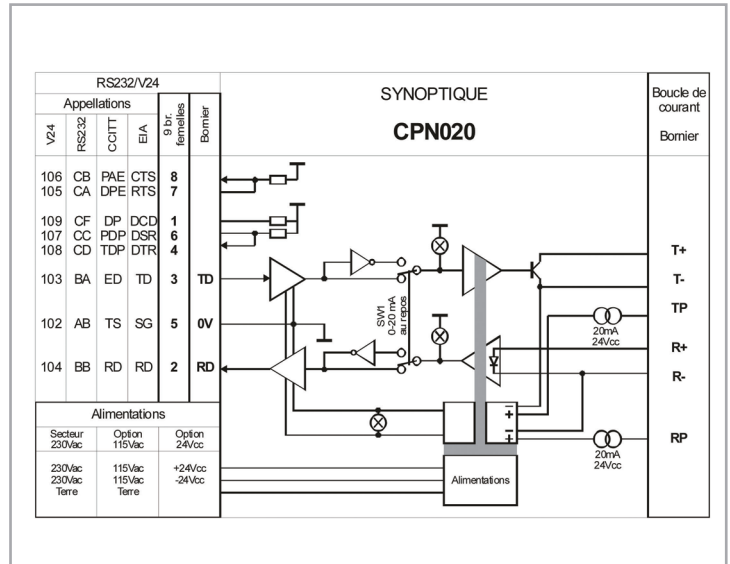 RS232/V24
SYNOPTIQUE
CPN020
Boucle de
courant
Bornier
Appellations
V24
RS232
CCITT
EIA
9 br.
femelles
Bornier
106 CB PAE CTS 8
105 CA DPE RTS 7
109 CF DP DCD 1
107 CC PDP DSR 6
108 CD TDP DTR 4
103 BA ED TD 3 TD
102 AB TS SG 5 0V
104 BB RD RD 2 RD
SW1
0-20 mA
au repos
T+
T-
TP
20mA
24Vcc
R+
R-
RP
20mA
24Vcc
– + – +
Alimentations
Alimentations
Secteur Option Option
230Vac 115Vac 24Vcc
230Vac 115Vac +24Vcc
230Vac 115Vac -24Vcc
Terre Terre